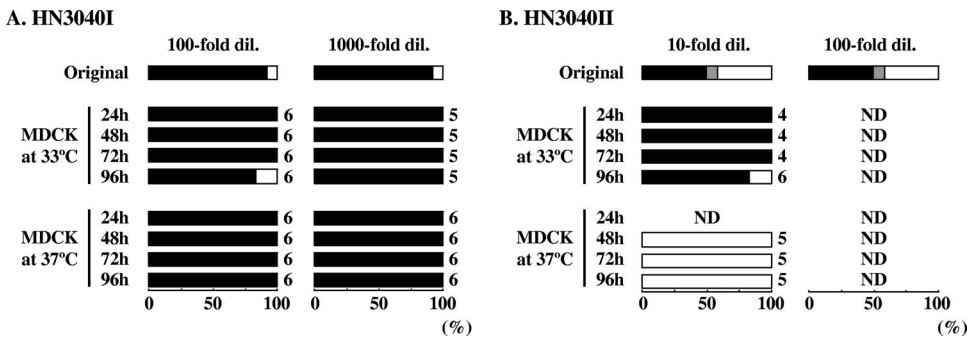 A. HN3040I
100-fold dil. 1000-fold dil.
Original
MDCK at 33ºC
24h 6 5
48h 6 5
72h 6 5
96h 6 5
MDCK at 37ºC
24h 6 6
48h 6 6
72h 6 6
96h 6 6
0 50 100 0 50 100
(%)
B. HN3040II
10-fold dil. 100-fold dil.
Original
MDCK at 33ºC
24h 4 ND
48h 4 ND
72h 4 ND
96h 6 ND
MDCK at 37ºC
24h ND ND
48h 5 ND
72h 5 ND
96h 5 ND
0 50 100 0 50 100
(%)